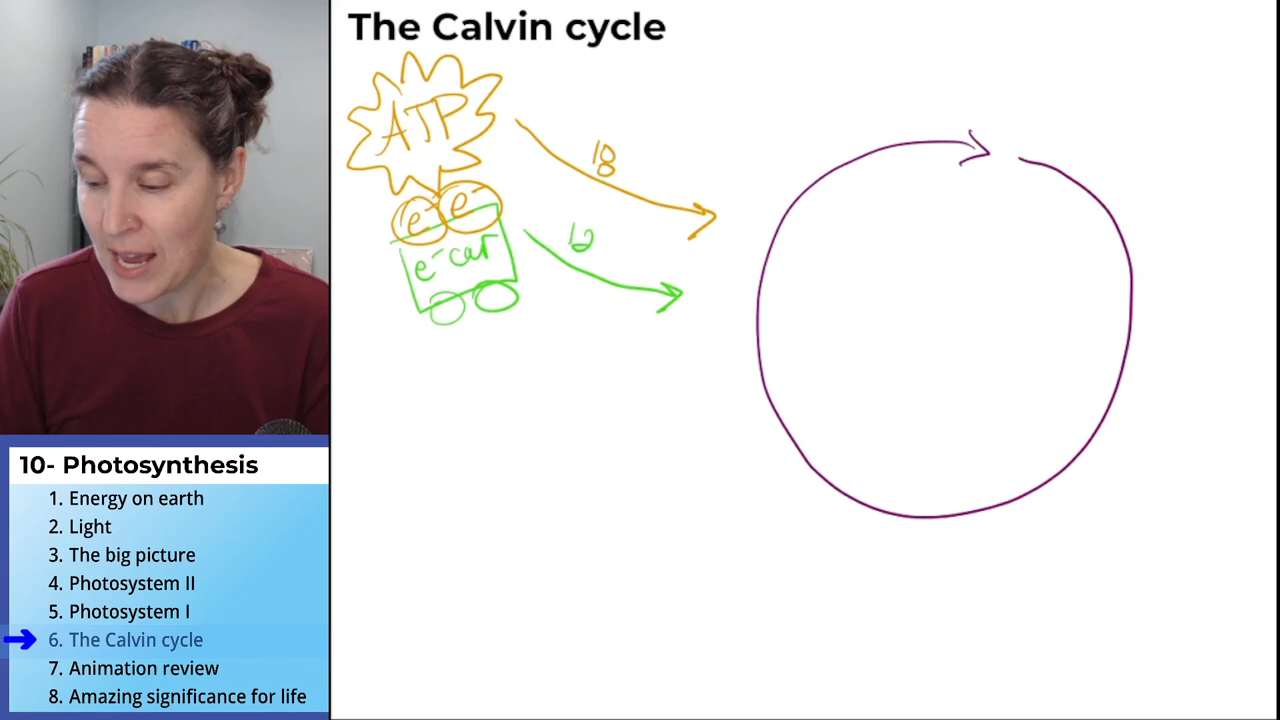 The Calvin cycle
ATP
18
e⁻ e⁻
12
e⁻ car
10- Photosynthesis
1. Energy on earth
2. Light
3. The big picture
4. Photosystem II
5. Photosystem I
6. The Calvin cycle
7. Animation review
8. Amazing significance for life